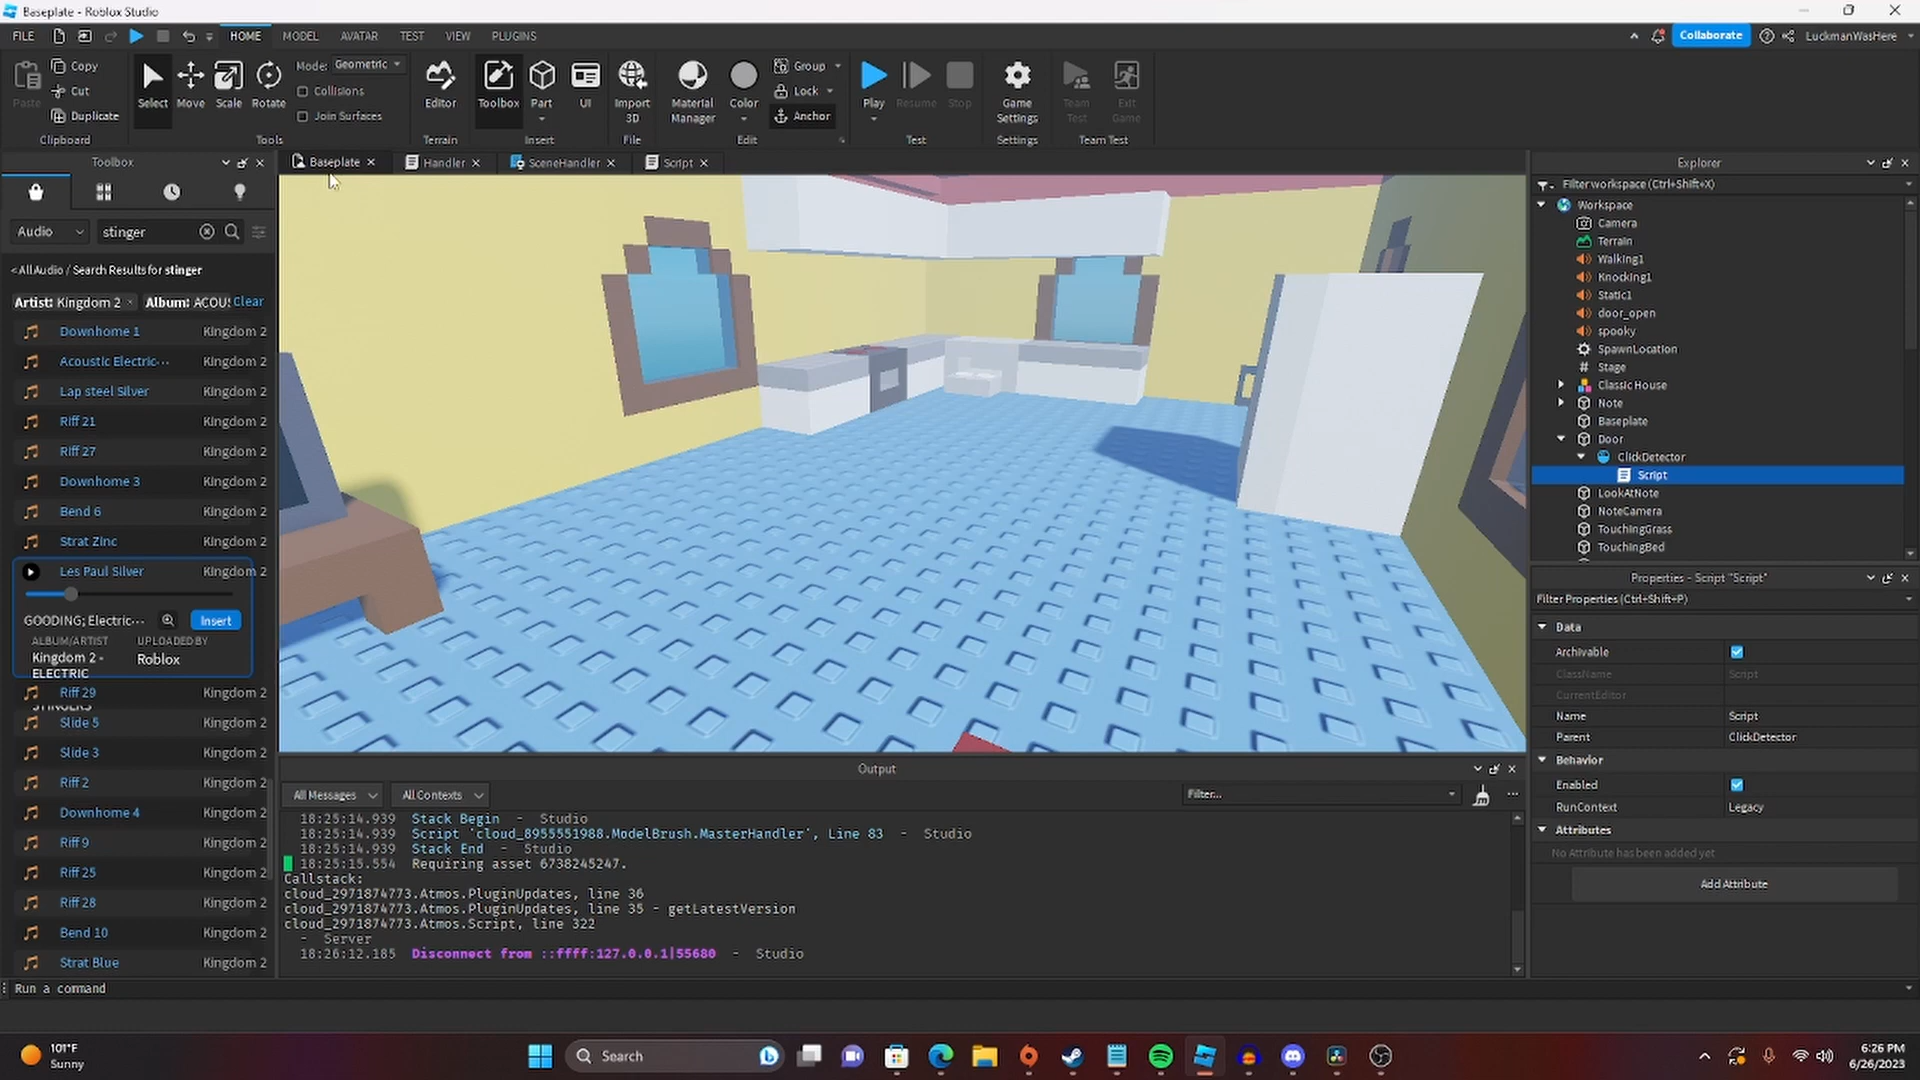 Baseplate - Roblox Studio
FILE
HOME
MODEL
AVATAR
TEST
VIEW
PLUGINS
Collaborate
LuckmanWasHere
Paste
Copy
Cut
Duplicate
Clipboard
Select
Move
Scale
Rotate
Mode: Geometric
Collisions
Join Surfaces
Tools
Editor
Terrain
Toolbox
Part
UI
Insert
Import
3D
File
Material
Manager
Color
Group
Lock
Anchor
Edit
Play
Resume
Stop
Test
Game
Settings
Settings
Team
Test
Exit
Game
Team Test
Toolbox
Baseplate
Handler
SceneHandler
Script
Audio
stinger
< All Audio / Search Results for stinger
Artist: Kingdom 2
Album: ACOU
Clear
Downhome 1 Kingdom 2
Acoustic Electric··· Kingdom 2
Lap steel Silver Kingdom 2
Riff 21 Kingdom 2
Riff 27 Kingdom 2
Downhome 3 Kingdom 2
Bend 6 Kingdom 2
Strat Zinc Kingdom 2
Les Paul Silver Kingdom 2
GOODING; Electric···
Insert
ALBUM/ARTIST UPLOADED BY
Kingdom 2 - Roblox
ELECTRIC
STINGERS
Riff 29 Kingdom 2
Slide 5 Kingdom 2
Slide 3 Kingdom 2
Riff 2 Kingdom 2
Downhome 4 Kingdom 2
Riff 9 Kingdom 2
Riff 25 Kingdom 2
Riff 28 Kingdom 2
Bend 10 Kingdom 2
Strat Blue Kingdom 2
Output
All Messages
All Contexts
Filter...
18:25:14.939 Stack Begin - Studio
18:25:14.939 Script 'cloud_8955551988.ModelBrush.MasterHandler', Line 83 - Studio
18:25:14.939 Stack End - Studio
18:25:15.554 Requiring asset 6738245247.
Callstack:
cloud_2971874773.Atmos.PluginUpdates, line 36
cloud_2971874773.Atmos.PluginUpdates, line 35 - getLatestVersion
cloud_2971874773.Atmos.Script, line 322
- Server
18:26:12.185 Disconnect from ::ffff:127.0.0.1|55680 - Studio
Explorer
Filter workspace (Ctrl+Shift+X)
Workspace
Camera
Terrain
Walking1
Knocking1
Static1
door_open
spooky
SpawnLocation
Stage
Classic House
Note
Baseplate
Door
ClickDetector
Script
LookAtNote
NoteCamera
TouchingGrass
TouchingBed
Properties - Script "Script"
Filter Properties (Ctrl+Shift+P)
Data
Archivable
ClassName Script
CurrentEditor
Name Script
Parent ClickDetector
Behavior
Enabled
RunContext Legacy
Attributes
No Attribute has been added yet
Add Attribute
Run a command
101°F
Sunny
Search
6:26 PM
6/26/2023